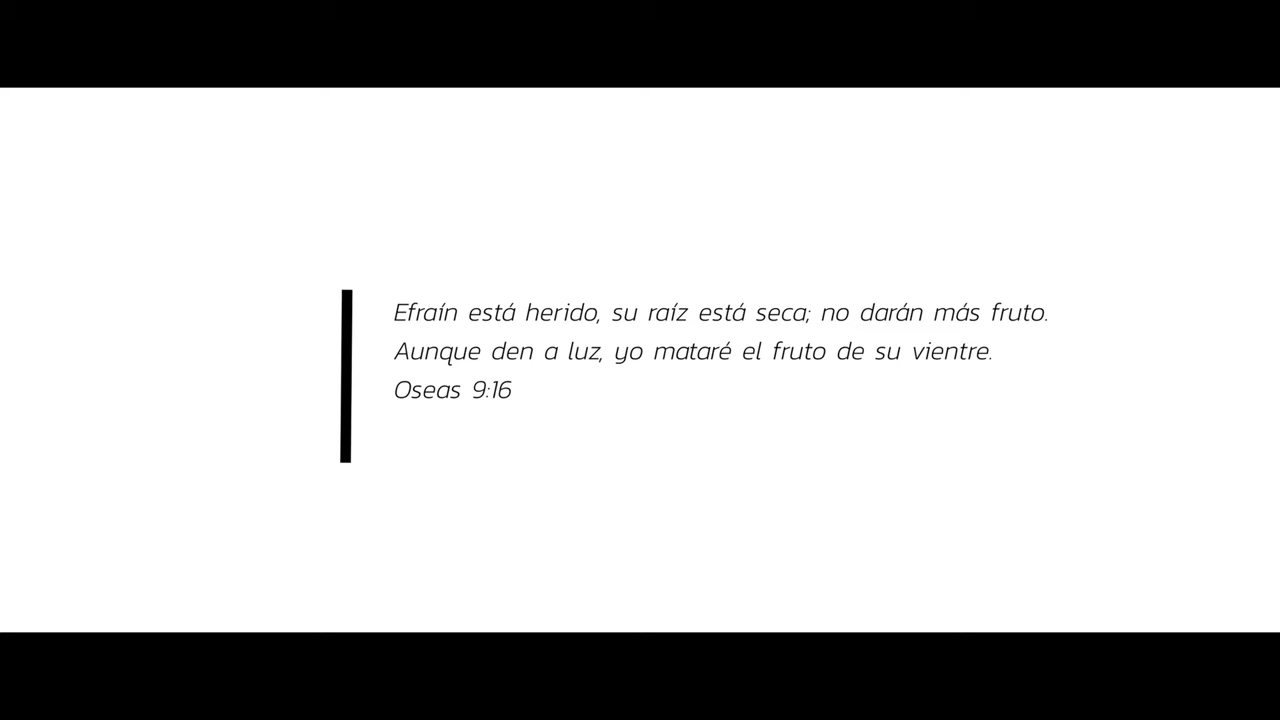 Efraín está herido, su raíz está seca; no darán más fruto.
Aunque den a luz, yo mataré el fruto de su vientre.
Oseas 9:16